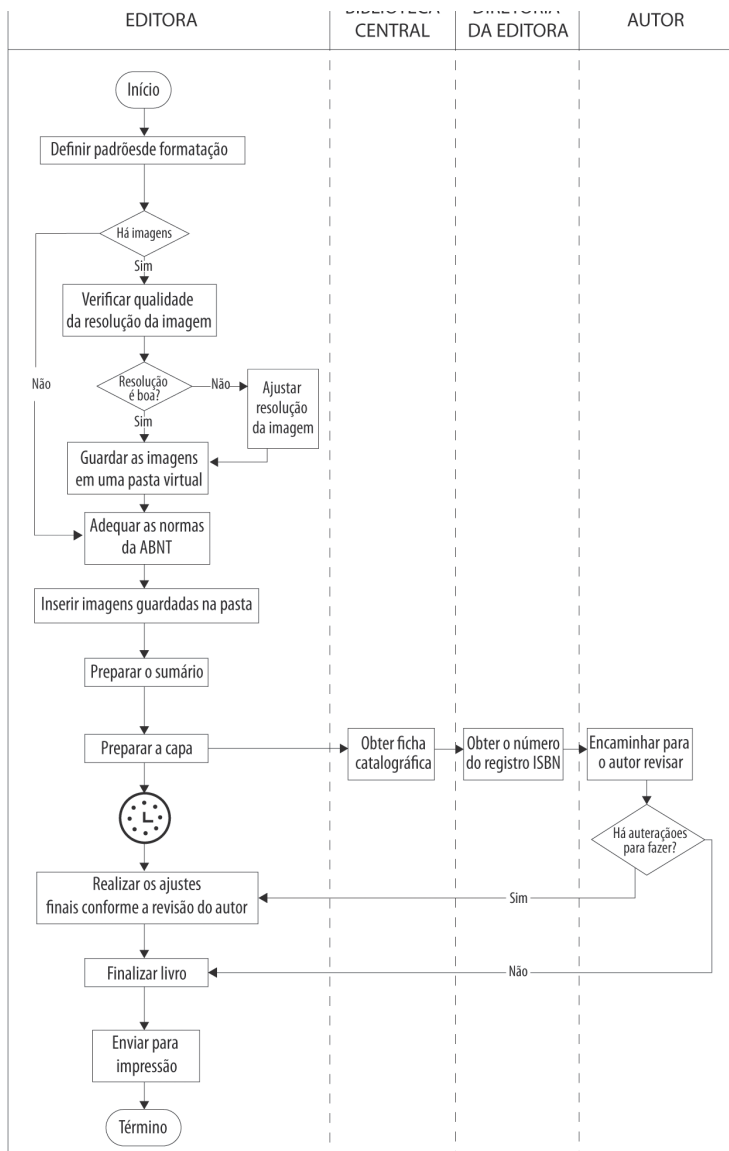 EDITORA
BIBLIOTECA
CENTRAL
DIRETORIA
DA EDITORA
AUTOR
Início
Definir padrõesde formatação
Há imagens
Sim
Verificar qualidade
da resolução da imagem
Não
Resolução
é boa?
Não
Ajustar
resolução
da imagem
Sim
Guardar as imagens
em uma pasta virtual
Adequar as normas
da ABNT
Inserir imagens guardadas na pasta
Preparar o sumário
Preparar a capa
Obter ficha
catalográfica
Obter o número
do registro ISBN
Encaminhar para
o autor revisar
Há auteraçãoes
para fazer?
Realizar os ajustes
finais conforme a revisão do autor
Sim
Finalizar livro
Não
Enviar para
impressão
Término